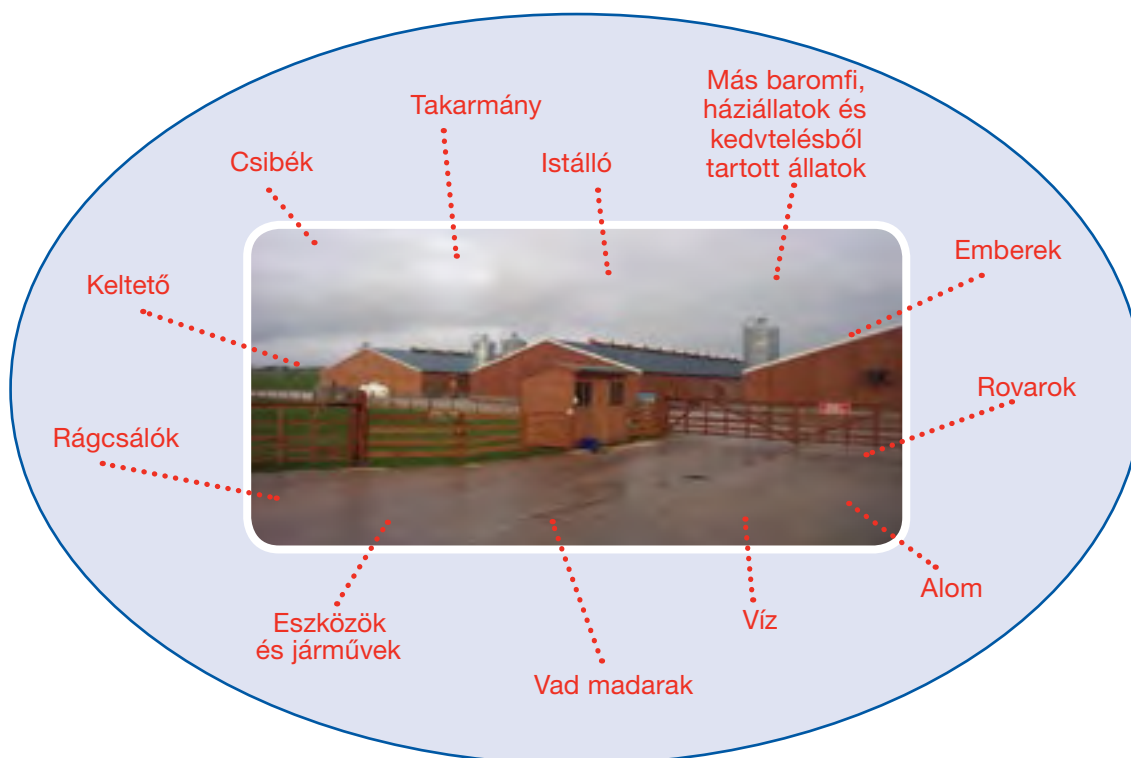 Más baromfi,
háziállatok és
kedvtelésből
tartott állatok
Takarmány
Csibék
Istálló
Emberek
Keltető
Rovarok
Rágcsálók
Alom
Eszközök
és járművek
Víz
Vad madarak